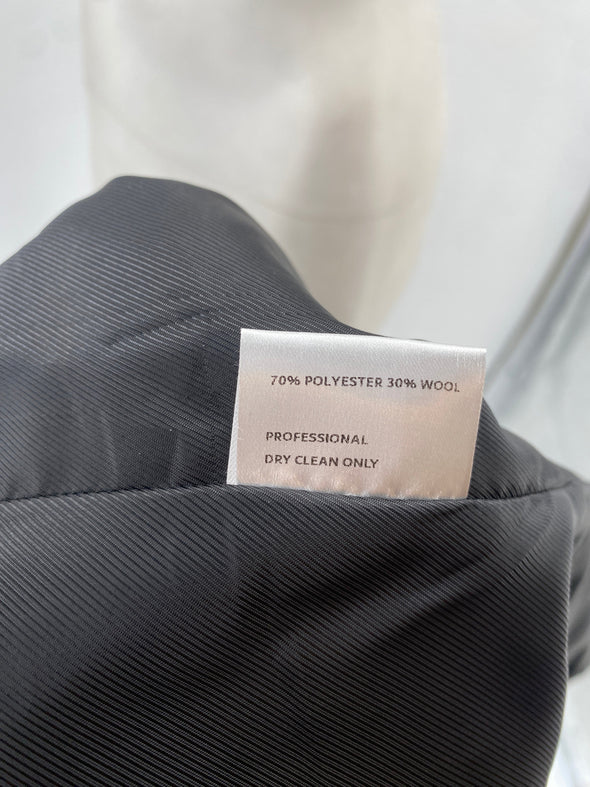 70% POLYESTER 30% WOOL
PROFESSIONAL
DRY CLEAN ONLY